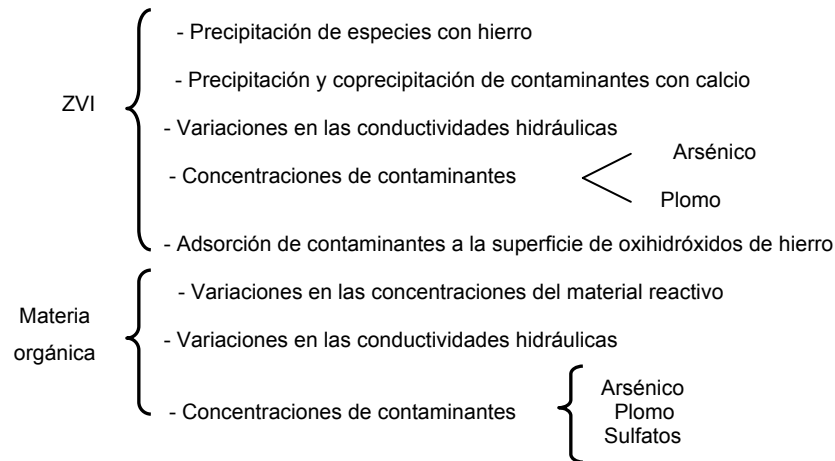 ZVI
- Precipitación de especies con hierro
- Precipitación y coprecipitación de contaminantes con calcio
- Variaciones en las conductividades hidráulicas
- Concentraciones de contaminantes
Arsénico
Plomo
- Adsorción de contaminantes a la superficie de oxihidróxidos de hierro
Materia
orgánica
- Variaciones en las concentraciones del material reactivo
- Variaciones en las conductividades hidráulicas
- Concentraciones de contaminantes
Arsénico
Plomo
Sulfatos